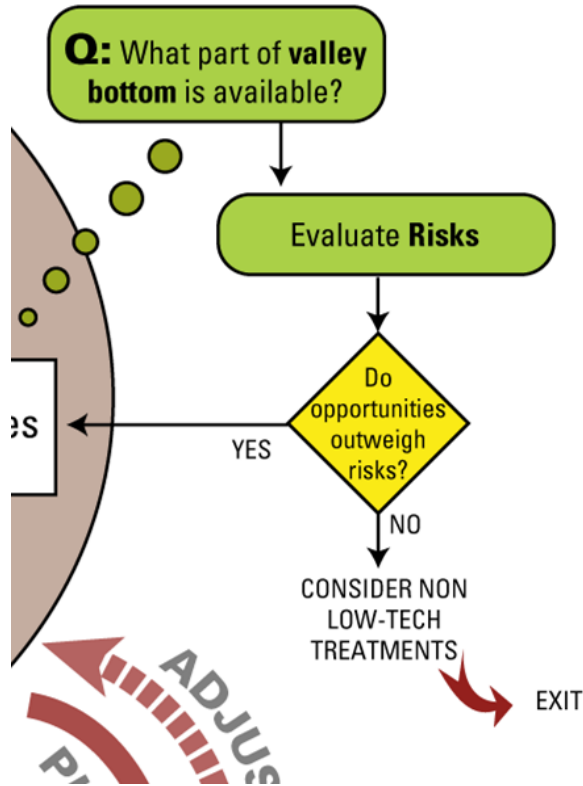 Q: What part of valley
bottom is available?
Evaluate Risks
Do
opportunities
outweigh
risks?
YES
NO
CONSIDER NON
LOW-TECH
TREATMENTS
EXIT
es
ADJUS